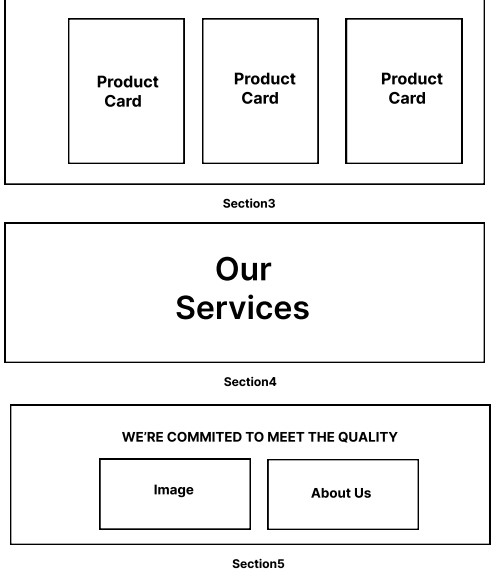 Product
Card
Product
Card
Product
Card
Section3
Our
Services
Section4
WE’RE COMMITED TO MEET THE QUALITY
Image
About Us
Section5